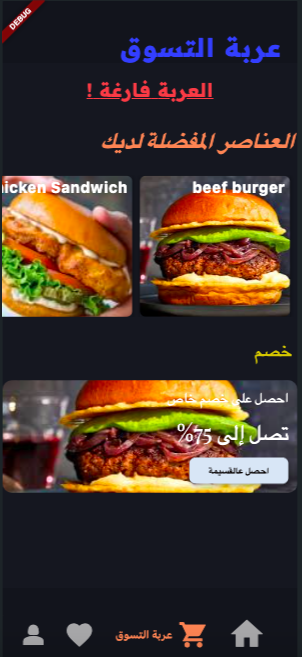 DEBUG
عربة التسوق
العربة فارغة !
العناصر المفضلة لديك
beef burger
hicken Sandwich
خصم
احصل على خصم خاص
تصل إلى 75%
احصل عالقسيمة
عربة التسوق